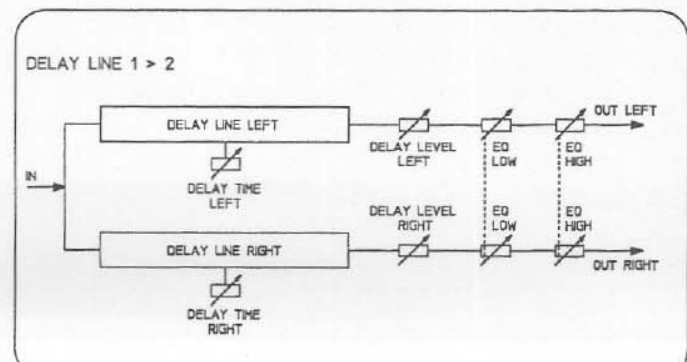 DELAY LINE 1 > 2
OUT LEFT
DELAY LINE LEFT
DELAY LEVEL
LEFT
EQ
LOW
EQ
HIGH
IN
DELAY TIME
LEFT
DELAY LEVEL
RIGHT
EQ
LOW
EQ
HIGH
DELAY LINE RIGHT
OUT RIGHT
DELAY TIME
RIGHT